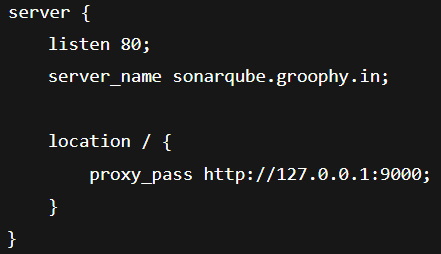 server {
    listen 80;
    server_name sonarqube.groophy.in;

    location / {
        proxy_pass http://127.0.0.1:9000;
    }
}